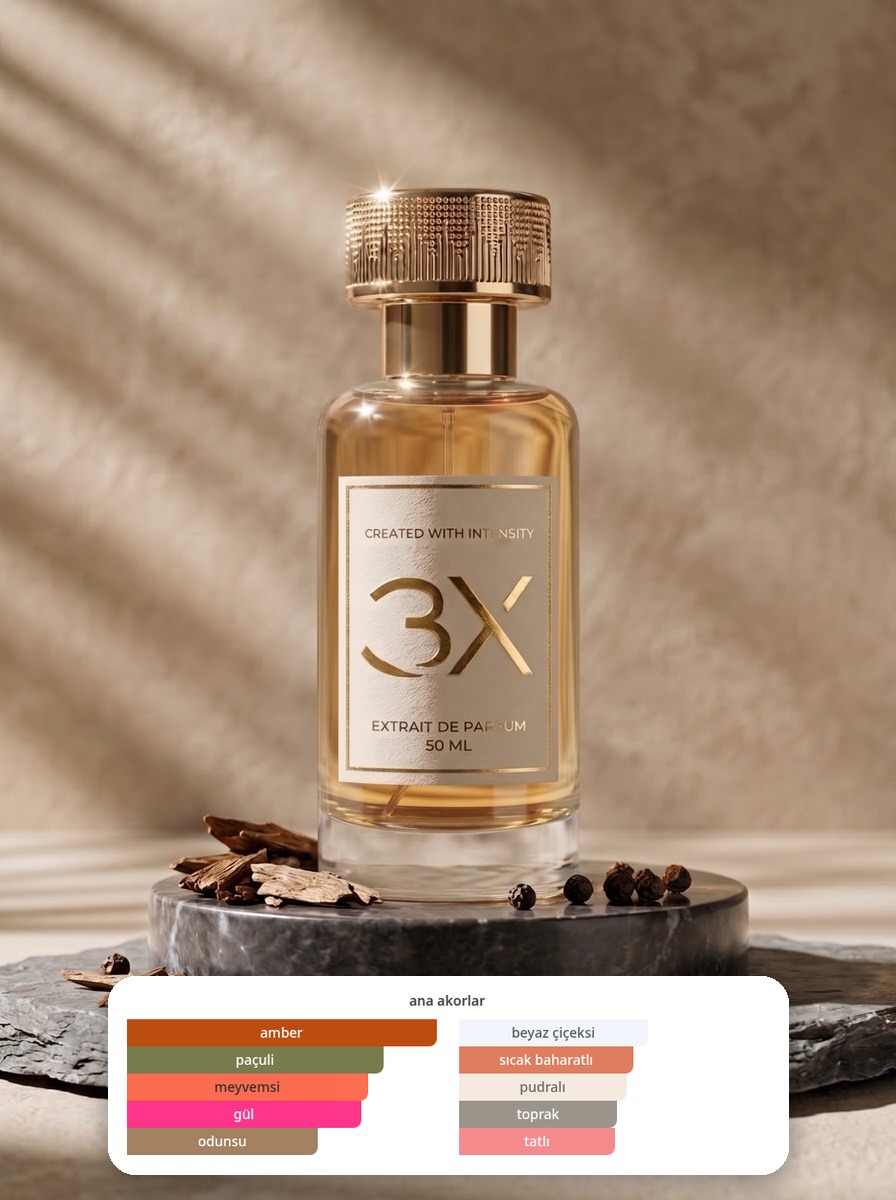 CREATED WITH INTENSITY
3X
EXTRAIT DE PARFUM
50 ML
ana akorlar
amber
paçuli
meyvemsi
gül
odunsu
beyaz çiçeksi
sıcak baharatlı
pudralı
toprak
tatlı